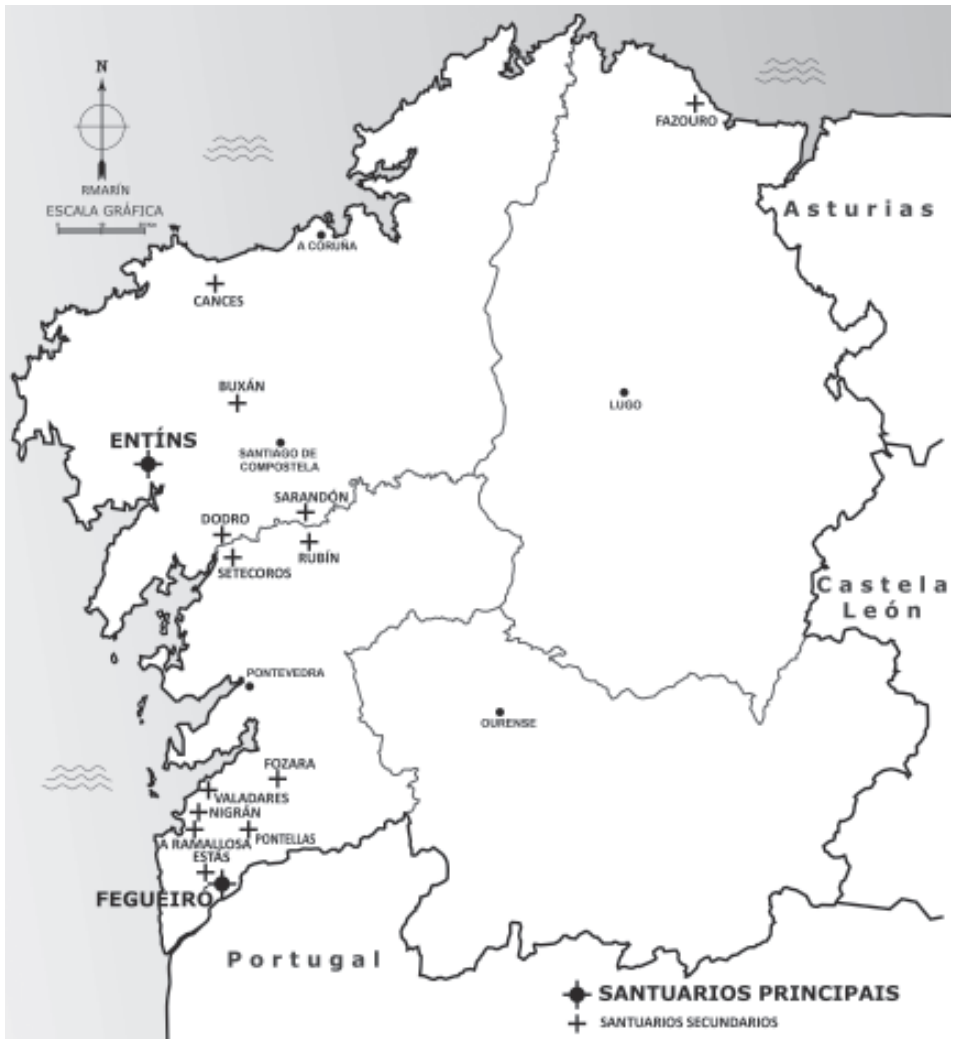 N
RMARÍN
ESCALA GRÁFICA
FAZOURO
Asturias
A CORUÑA
CANCES
BUXÁN
LUGO
ENTÍNS
SANTIAGO DE
COMPOSTELA
SARANDÓN
DODRO
RUBÍN
SETECOROS
Castela
León
PONTEVEDRA
OURENSE
FOZARA
VALADARES
NIGRÁN
A RAMALLOSA
PONTELLAS
ESTÁS
FEGUEIRÓ
Portugal
SANTUARIOS PRINCIPAIS
SANTUARIOS SECUNDARIOS